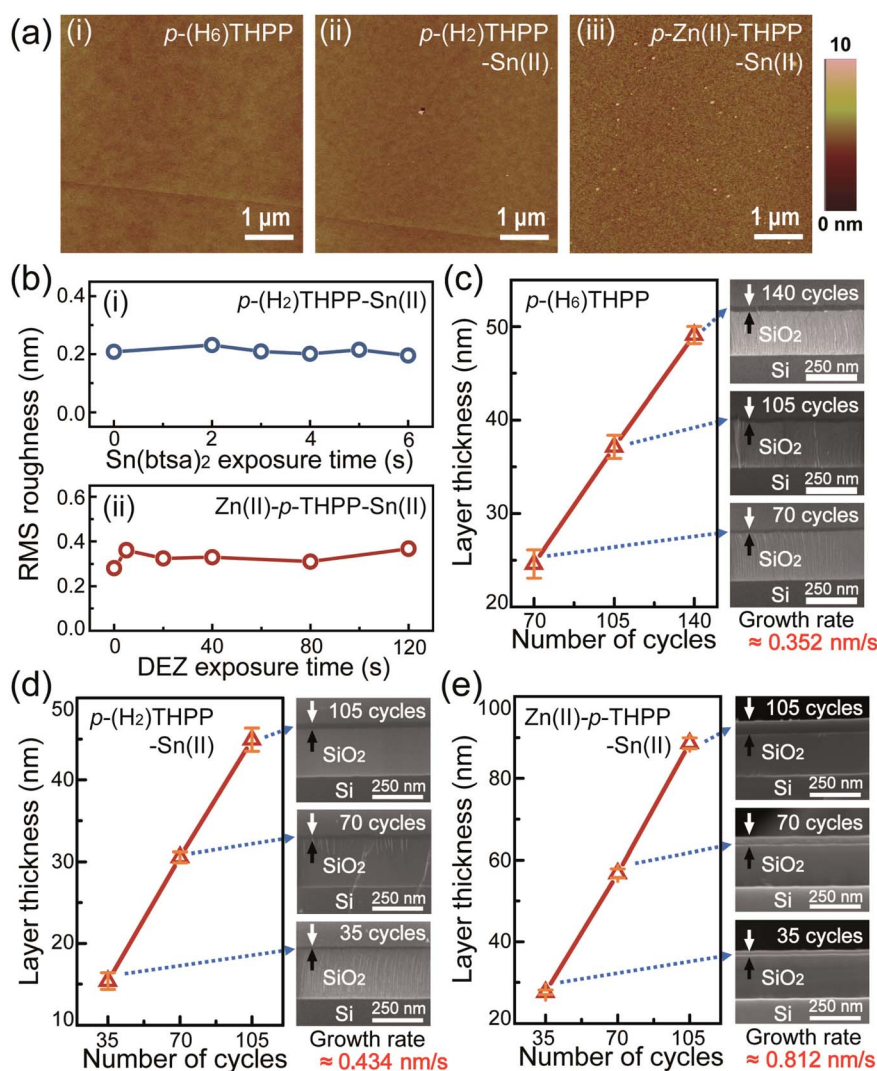 (a)
(i) p-(H6)THPP
1 µm
(ii) p-(H2)THPP
-Sn(II)
1 µm
(iii) p-Zn(II)-THPP
-Sn(II)
1 µm
10
0 nm
(b)
RMS roughness (nm)
(i) p-(H2)THPP-Sn(II)
0.4
0.2
0.0
0 2 4 6
Sn(btsa)2 exposure time (s)
(ii) Zn(II)-p-THPP-Sn(II)
0.6
0.4
0.2
0.0
0 40 80 120
DEZ exposure time (s)
(c)
p-(H6)THPP
Layer thickness (nm)
50
40
30
20
70 105 140
Number of cycles
140 cycles
SiO2
Si 250 nm
105 cycles
SiO2
Si 250 nm
70 cycles
SiO2
Si 250 nm
Growth rate
≈ 0.352 nm/s
(d)
p-(H2)THPP
-Sn(II)
Layer thickness (nm)
50
40
30
20
10
35 70 105
Number of cycles
105 cycles
SiO2
Si 250 nm
70 cycles
SiO2
Si 250 nm
35 cycles
SiO2
Si 250 nm
Growth rate
≈ 0.434 nm/s
(e)
Zn(II)-p-THPP
-Sn(II)
Layer thickness (nm)
100
80
60
40
20
35 70 105
Number of cycles
105 cycles
SiO2
Si 250 nm
70 cycles
SiO2
Si 250 nm
35 cycles
SiO2
Si 250 nm
Growth rate
≈ 0.812 nm/s